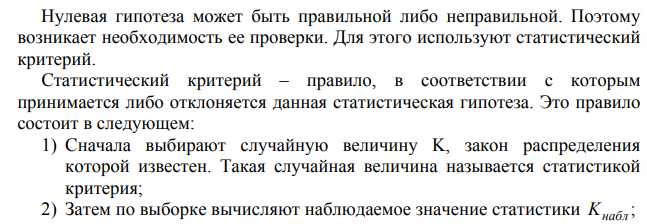 Нулевая гипотеза может быть правильной либо неправильной. Поэтому
возникает необходимость ее проверки. Для этого используют статистический
критерий.
Статистический критерий – правило, в соответствии с которым
принимается либо отклоняется данная статистическая гипотеза. Это правило
состоит в следующем:
1) Сначала выбирают случайную величину К, закон распределения
которой известен. Такая случайная величина называется статистикой
критерия;
2) Затем по выборке вычисляют наблюдаемое значение статистики K набл ;